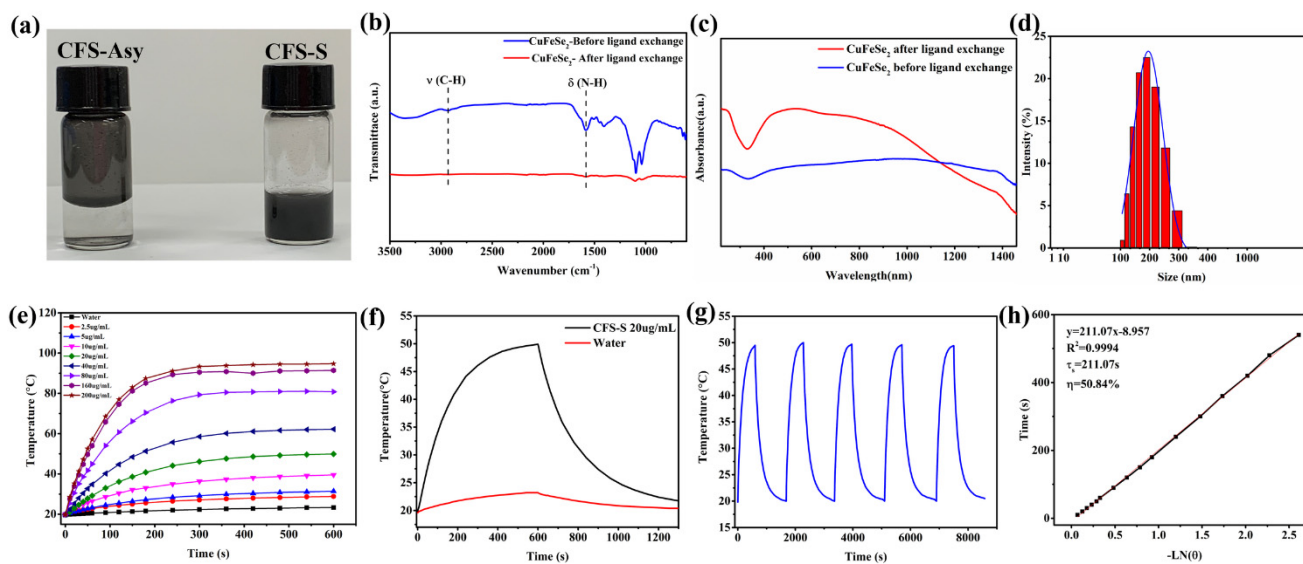 (a)
CFS-Asy
CFS-S
(b)
CuFeSe2-Before ligand exchange
CuFeSe2- After ligand exchange
ν (C-H)
δ (N-H)
Transmittace (a.u.)
3500 3000 2500 2000 1500 1000
Wavenumber (cm-1)
(c)
CuFeSe2 after ligand exchange
CuFeSe2 before ligand exchange
Absorbance(a.u.)
400 600 800 1000 1200 1400
Wavelength(nm)
(d)
Intensity (%)
25
20
15
10
5
0
1 10 100 200 300 400 1000
Size (nm)
(e)
Water
2.5ug/mL
5ug/mL
10ug/mL
20ug/mL
40ug/mL
80ug/mL
160ug/mL
200ug/mL
Temperature(°C)
120
100
80
60
40
20
0 100 200 300 400 500 600
Time (s)
(f)
CFS-S 20ug/mL
Water
Temperature(°C)
55
50
45
40
35
30
25
20
0 200 400 600 800 1000 1200
Time (s)
(g)
Temperature (°C)
55
50
45
40
35
30
25
20
15
0 2000 4000 6000 8000
Time (s)
(h)
y=211.07x-8.957
R2=0.9994
τs=211.07s
η=50.84%
Time (s)
600
400
200
0
0.0 0.5 1.0 1.5 2.0 2.5
-LN(θ)